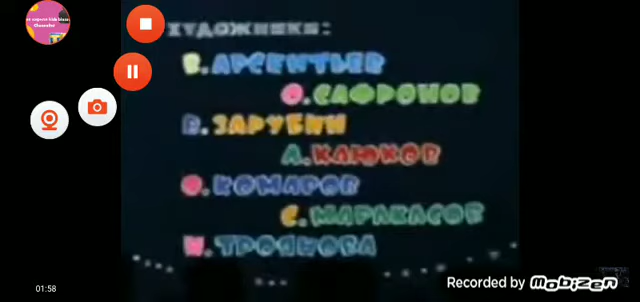 ХУДОЖНИКИ:
В.АРСЕНТЬЕВ
О.САФРОНОВ
В.ЗАРУБИН
А.КЛЮКОВ
О.КОМАРОВ
С.МАРАКАСОВ
Н.ТРОЯНОВА
01:58
Recorded by mobizen